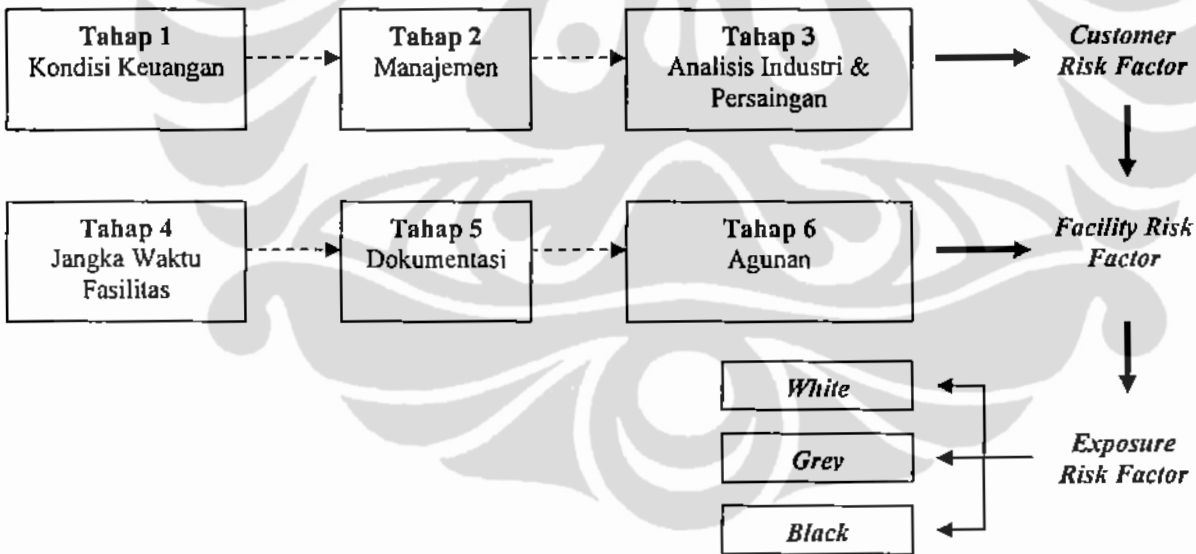 Tahap 1
Kondisi Keuangan
Tahap 2
Manajemen
Tahap 3
Analisis Industri &
Persaingan
Customer
Risk Factor
Tahap 4
Jangka Waktu
Fasilitas
Tahap 5
Dokumentasi
Tahap 6
Agunan
Facility Risk
Factor
White
Grey
Black
Exposure
Risk Factor